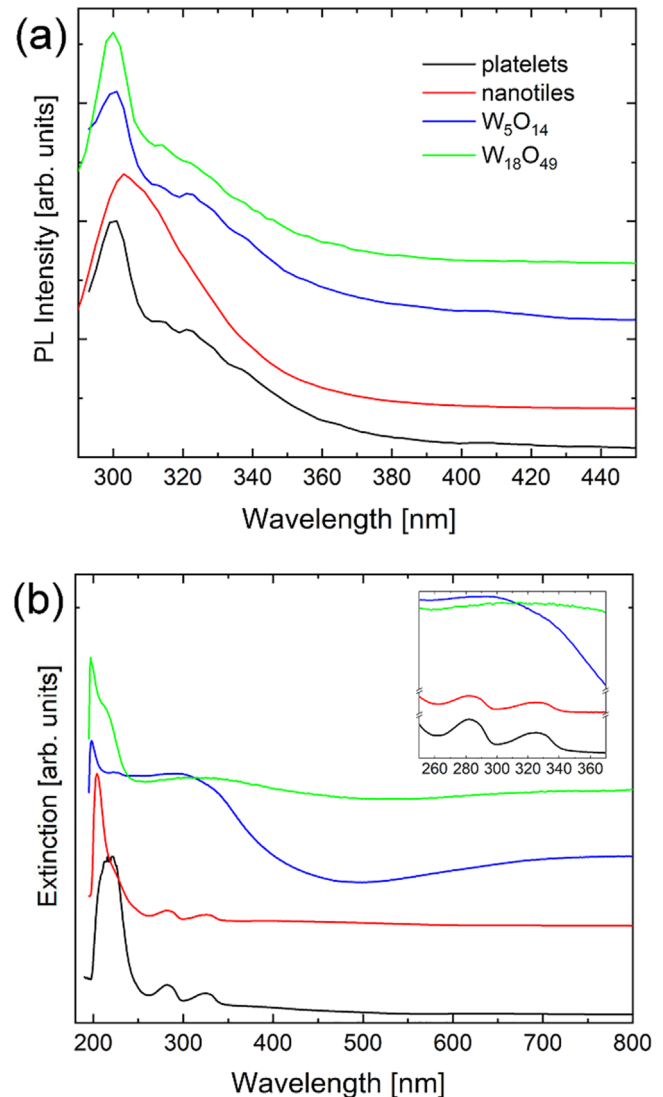 (a)
platelets
nanotiles
W₅O₁₄
W₁₈O₄₉
PL Intensity [arb. units]
300 320 340 360 380 400 420 440
Wavelength [nm]
(b)
Extinction [arb. units]
260 280 300 320 340 360
200 300 400 500 600 700 800
Wavelength [nm]